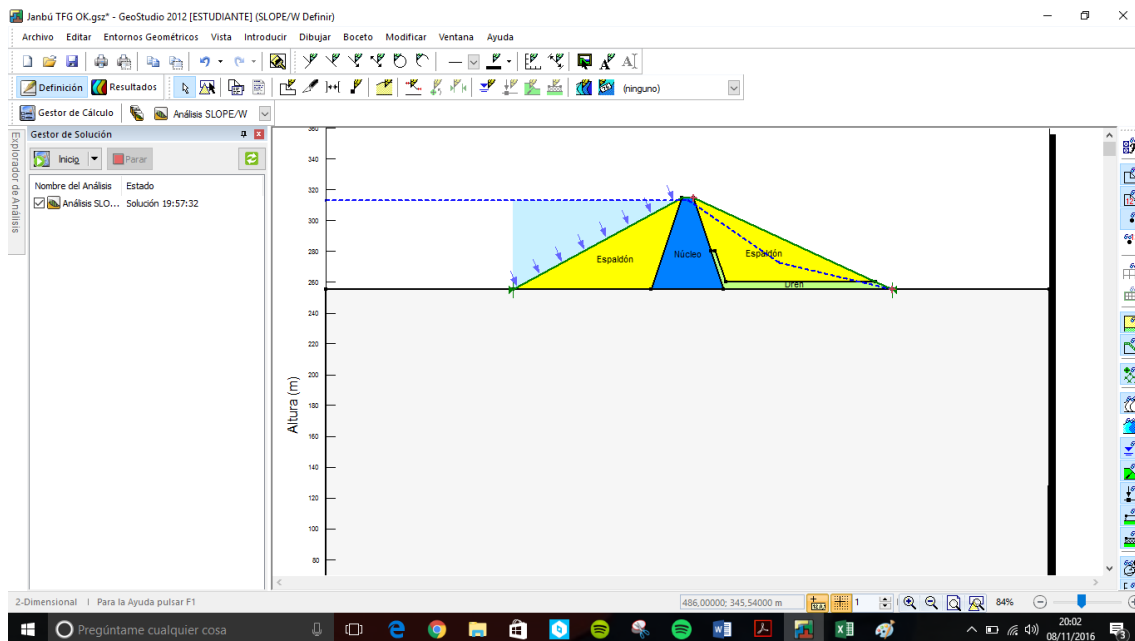 Janbú TFG OK.gsz* - GeoStudio 2012 [ESTUDIANTE] (SLOPE/W Definir)
Archivo Editar Entornos Geométricos Vista Introducir Dibujar Boceto Modificar Ventana Ayuda
Definición Resultados (ninguno)
Gestor de Cálculo Análisis SLOPE/W
Explorador de Análisis
Gestor de Solución
Inicio Parar
Nombre del Análisis Estado
Análisis SLO... Solución 19:57:32
360
340
320
300
280
260
240
220
200
180
160
140
120
100
80
Altura (m)
Espaldón
Núcleo
Espaldón
Dren
2-Dimensional | Para la Ayuda pulsar F1
486,00000; 345,54000 m
1
84%
Pregúntame cualquier cosa
20:02
08/11/2016